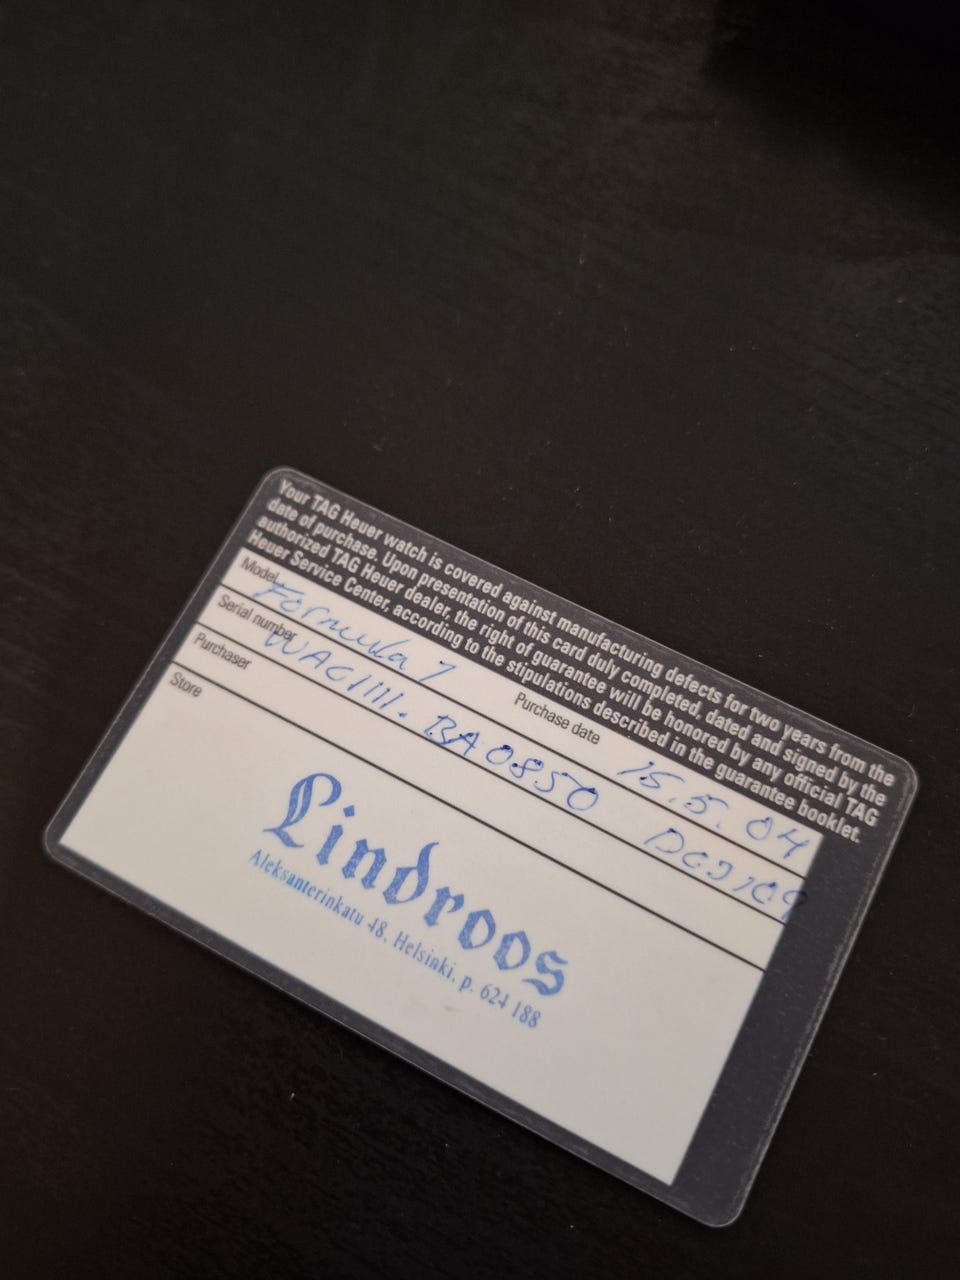 Your TAG Heuer watch is covered against manufacturing defects for two years from the
date of purchase. Upon presentation of this card duly completed, dated and signed by the
authorized TAG Heuer dealer, the right of guarantee will be honored by any official TAG
Heuer Service Center, according to the stipulations described in the guarantee booklet.
Model Formula 1 Purchase date 15.5.04
Serial number WAC1111.BA0850
Purchaser
Store
Lindroos
Aleksanterinkatu 48, Helsinki, p. 624 188